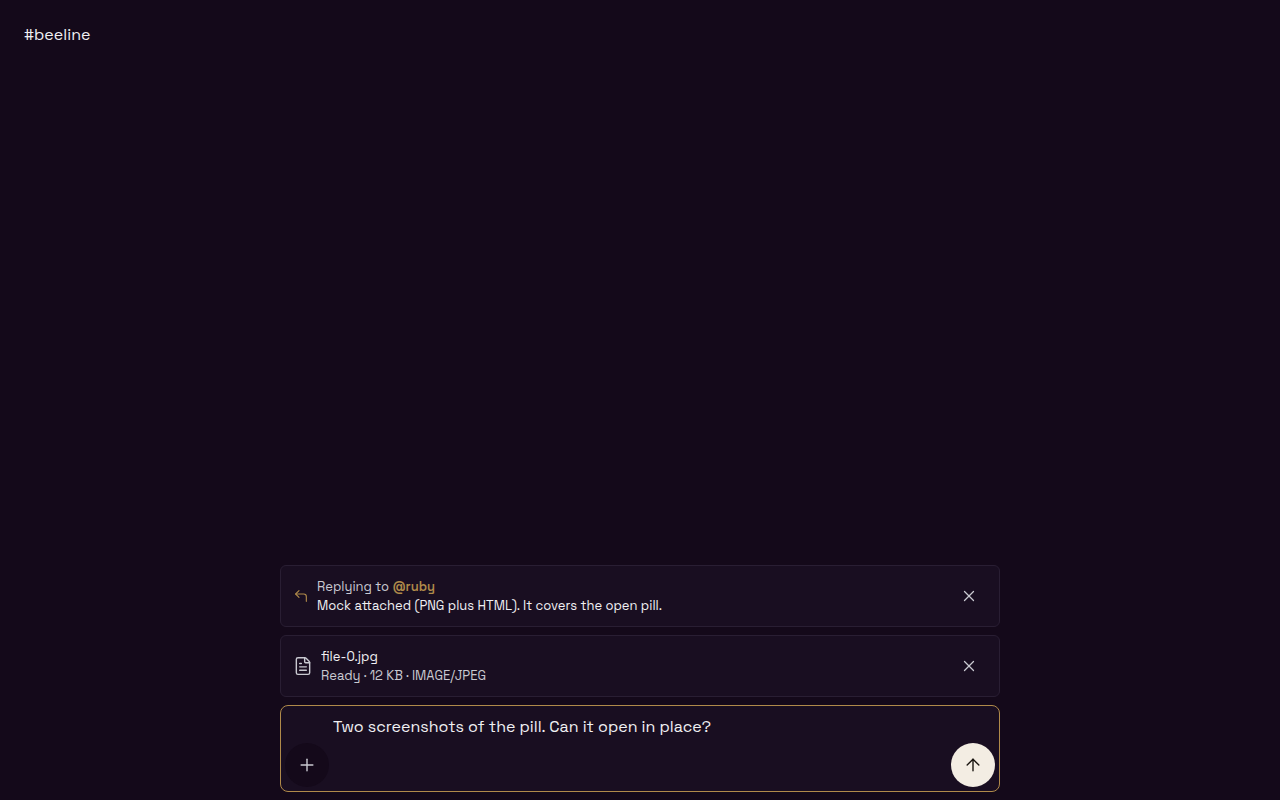 #beeline
Replying to @ruby
Mock attached (PNG plus HTML). It covers the open pill.
file-0.jpg
Ready · 12 KB · IMAGE/JPEG
Two screenshots of the pill. Can it open in place?